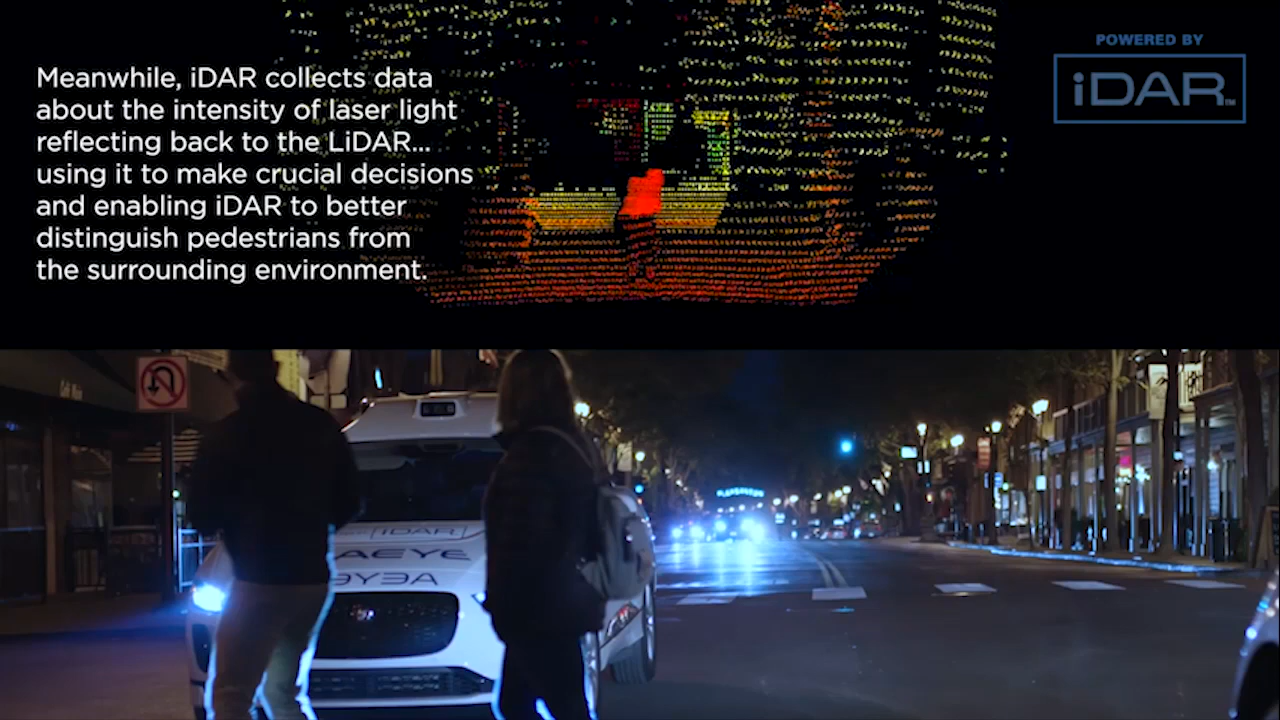 Meanwhile, iDAR collects data
about the intensity of laser light
reflecting back to the LiDAR...
using it to make crucial decisions
and enabling iDAR to better
distinguish pedestrians from
the surrounding environment.
POWERED BY
iDAR™
iDAR
AEYE